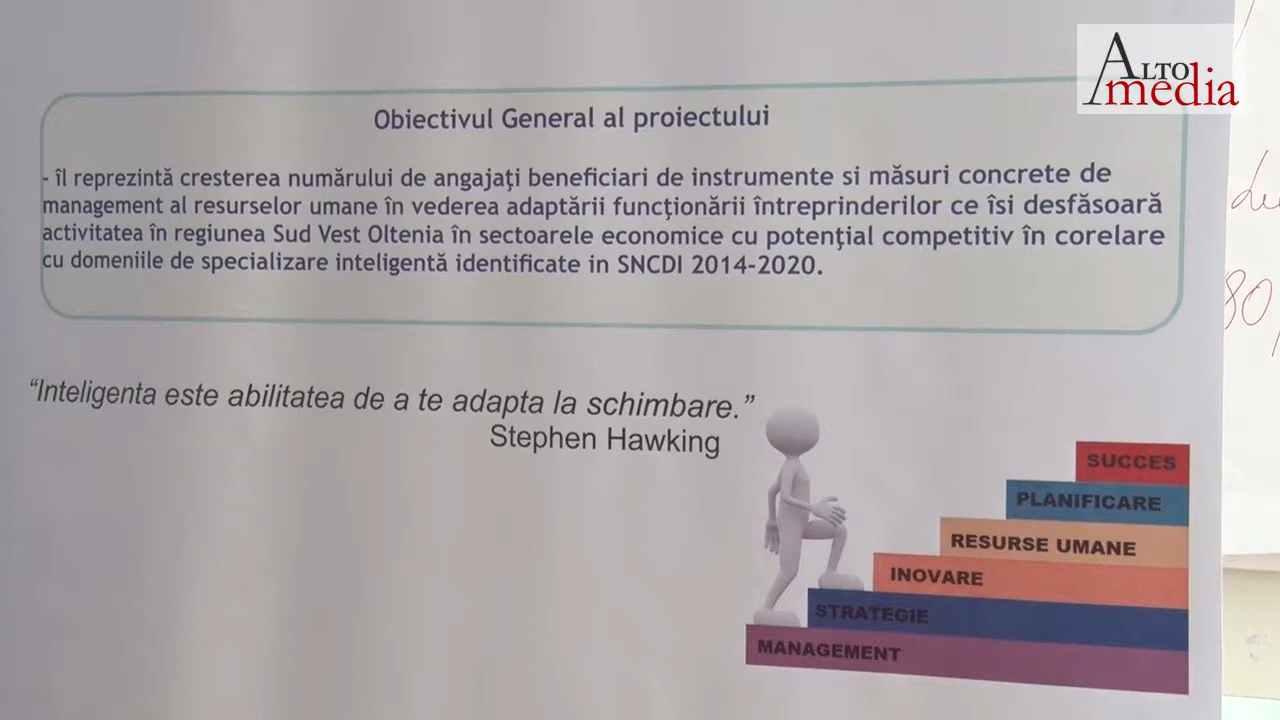 ALTO
media
Obiectivul General al proiectului
- îl reprezintă cresterea numărului de angajaţi beneficiari de instrumente si măsuri concrete de
management al resurselor umane în vederea adaptării funcţionării întreprinderilor ce îsi desfăsoară
activitatea în regiunea Sud Vest Oltenia în sectoarele economice cu potenţial competitiv în corelare
cu domeniile de specializare inteligentă identificate in SNCDI 2014-2020.
“Inteligenta este abilitatea de a te adapta la schimbare.”
Stephen Hawking
SUCCES
PLANIFICARE
RESURSE UMANE
INOVARE
STRATEGIE
MANAGEMENT
80,